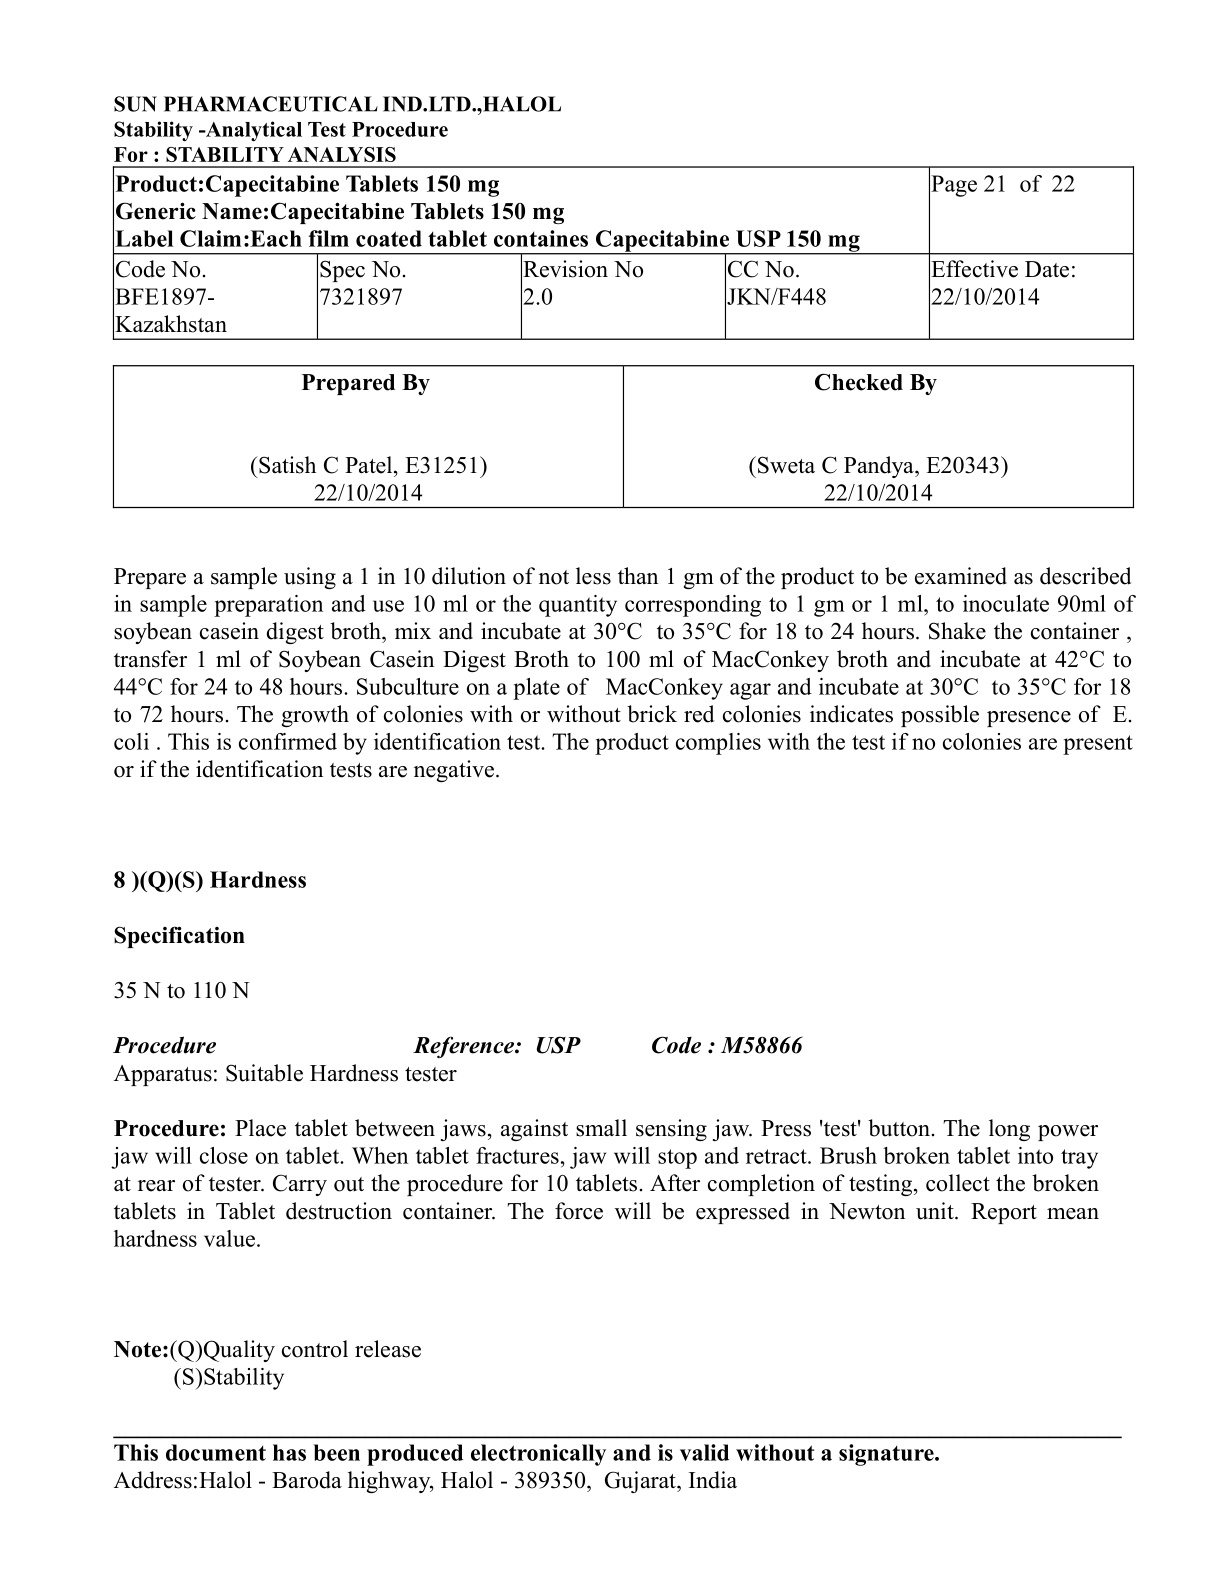 SUN PHARMACEUTICAL IND.LTD.,HALOL
Stability -Analytical Test Procedure
For : STABILITY ANALYSIS
Product:Capecitabine Tablets 150 mg
Generic Name:Capecitabine Tablets 150 mg
Label Claim:Each film coated tablet containes Capecitabine USP 150 mg
Page 21 of 22
Code No.
BFE1897-
Kazakhstan
Spec No.
7321897
Revision No
2.0
CC No.
JKN/F448
Effective Date:
22/10/2014
Prepared By
(Satish C Patel, E31251)
22/10/2014
Checked By
(Sweta C Pandya, E20343)
22/10/2014
Prepare a sample using a 1 in 10 dilution of not less than 1 gm of the product to be examined as described
in sample preparation and use 10 ml or the quantity corresponding to 1 gm or 1 ml, to inoculate 90ml of
soybean casein digest broth, mix and incubate at 30°C to 35°C for 18 to 24 hours. Shake the container ,
transfer 1 ml of Soybean Casein Digest Broth to 100 ml of MacConkey broth and incubate at 42°C to
44°C for 24 to 48 hours. Subculture on a plate of MacConkey agar and incubate at 30°C to 35°C for 18
to 72 hours. The growth of colonies with or without brick red colonies indicates possible presence of E.
coli . This is confirmed by identification test. The product complies with the test if no colonies are present
or if the identification tests are negative.
8 )(Q)(S) Hardness
Specification
35 N to 110 N
Procedure Reference: USP Code : M58866
Apparatus: Suitable Hardness tester
Procedure: Place tablet between jaws, against small sensing jaw. Press 'test' button. The long power
jaw will close on tablet. When tablet fractures, jaw will stop and retract. Brush broken tablet into tray
at rear of tester. Carry out the procedure for 10 tablets. After completion of testing, collect the broken
tablets in Tablet destruction container. The force will be expressed in Newton unit. Report mean
hardness value.
Note:(Q)Quality control release
(S)Stability
This document has been produced electronically and is valid without a signature.
Address:Halol - Baroda highway, Halol - 389350, Gujarat, India